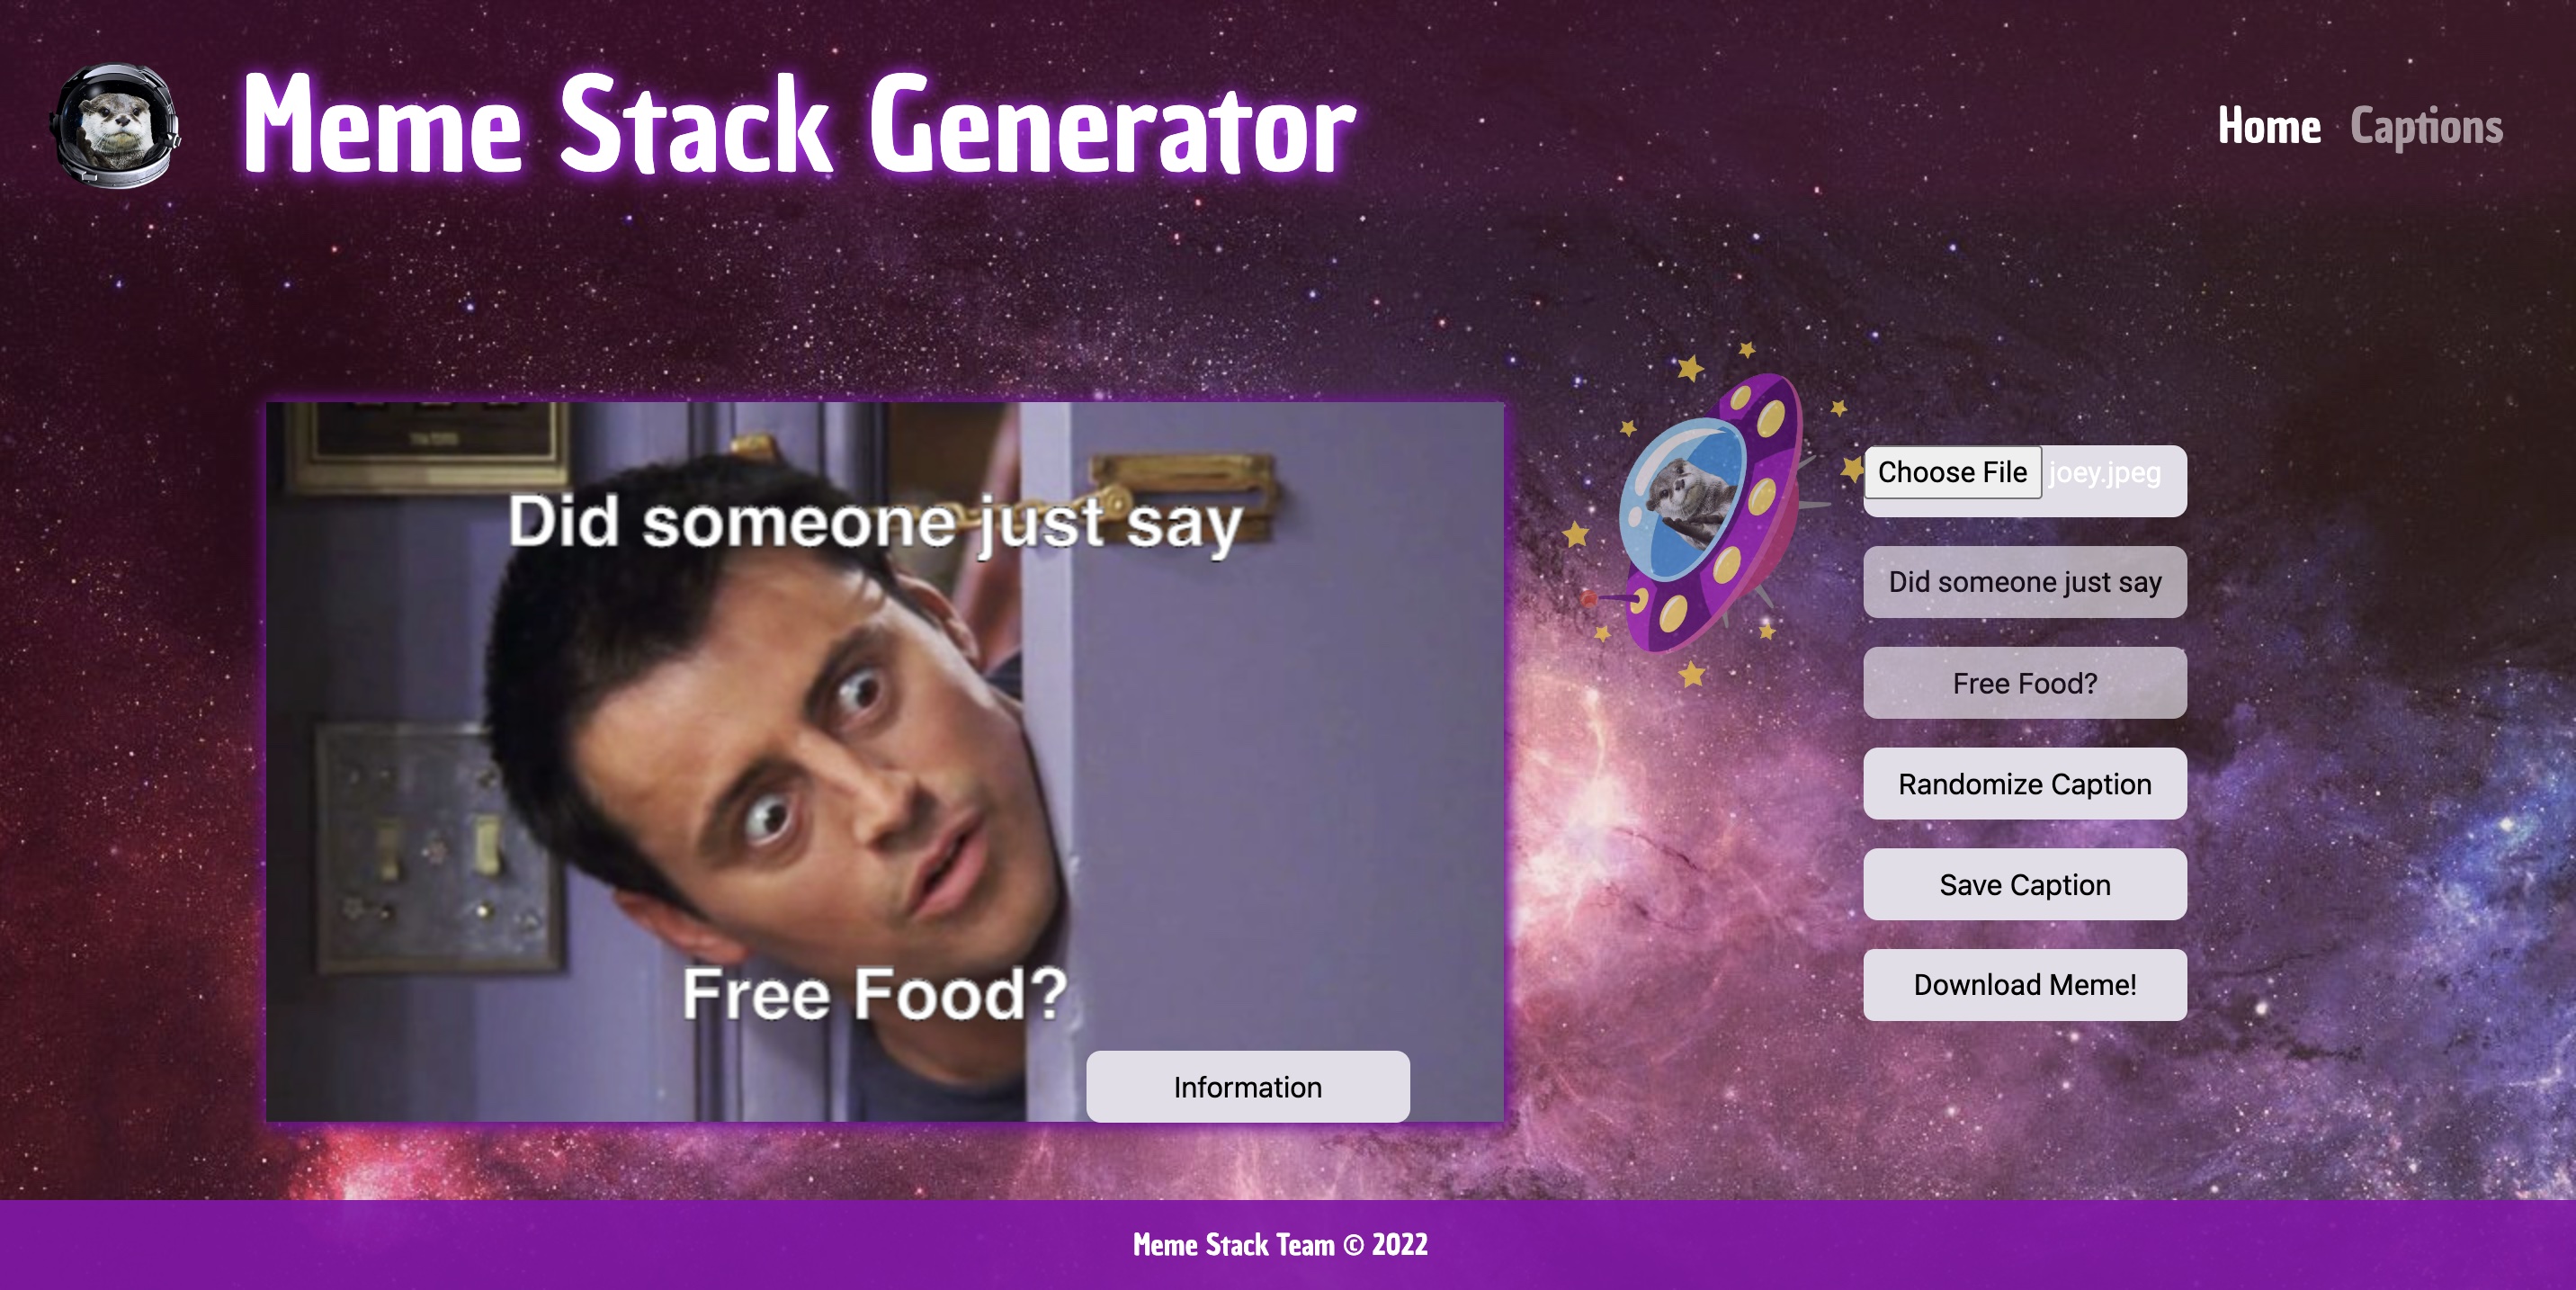 Meme Stack Generator
Home Captions
Did someone just say
Free Food?
Information
Choose File joey.jpeg
Did someone just say
Free Food?
Randomize Caption
Save Caption
Download Meme!
Meme Stack Team © 2022